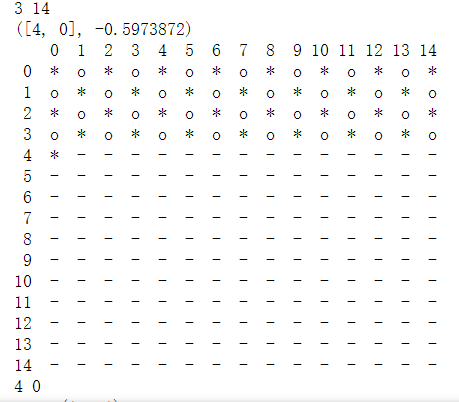 3 14
([4, 0], -0.5973872)
0 1 2 3 4 5 6 7 8 9 10 11 12 13 14
0 * o * o * o * o * o * o * o *
1 o * o * o * o * o * o * o * o
2 * o * o * o * o * o * o * o *
3 o * o * o * o * o * o * o * o
4 * - - - - - - - - - - - - - -
5 - - - - - - - - - - - - - - -
6 - - - - - - - - - - - - - - -
7 - - - - - - - - - - - - - - -
8 - - - - - - - - - - - - - - -
9 - - - - - - - - - - - - - - -
10 - - - - - - - - - - - - - - -
11 - - - - - - - - - - - - - - -
12 - - - - - - - - - - - - - - -
13 - - - - - - - - - - - - - - -
14 - - - - - - - - - - - - - - -
4 0